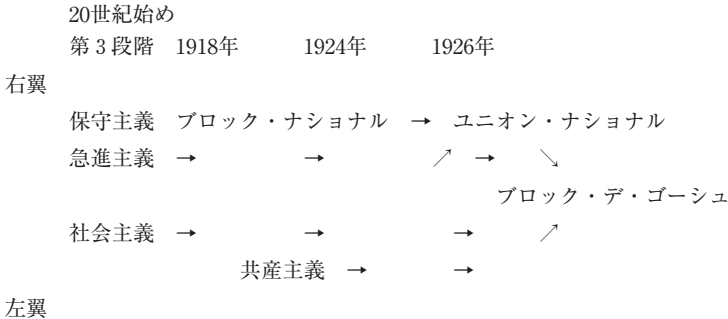 20世紀始め
第3段階 1918年 1924年 1926年
右翼
保守主義 ブロック・ナショナル → ユニオン・ナショナル
急進主義 → → ↗ → ↘
ブロック・デ・ゴーシュ
社会主義 → → → ↗
共産主義 → →
左翼